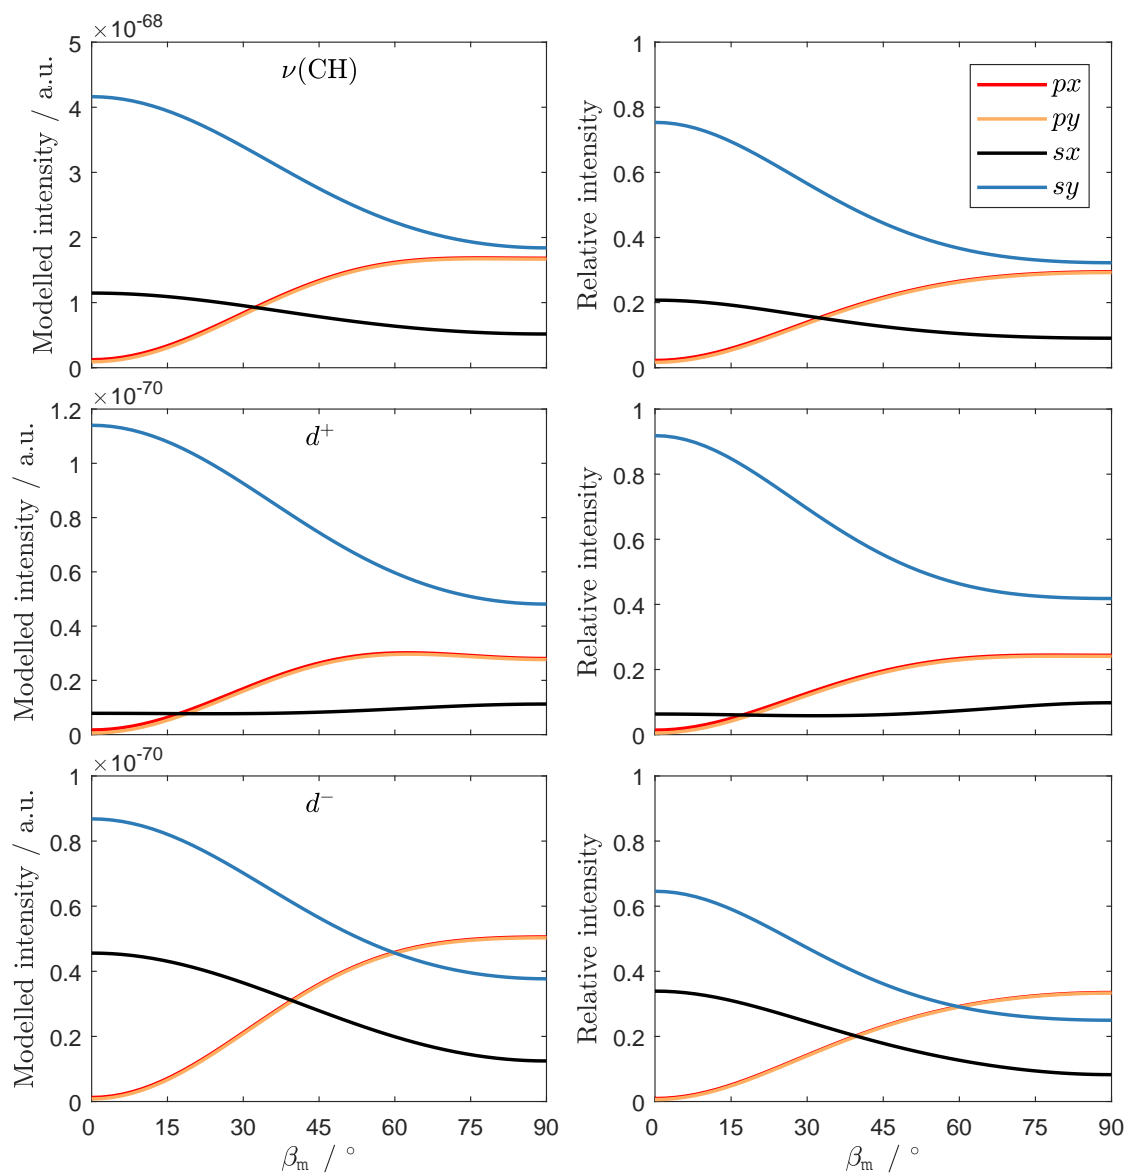 ×10^-68
ν(CH)
Modelled intensity / a.u.
5
4
3
2
1
0
Relative intensity
1
0.8
0.6
0.4
0.2
0
px
py
sx
sy
×10^-70
d^+
Modelled intensity / a.u.
1.2
1
0.8
0.6
0.4
0.2
0
Relative intensity
1
0.8
0.6
0.4
0.2
0
×10^-70
d^−
Modelled intensity / a.u.
1
0.8
0.6
0.4
0.2
0
0 15 30 45 60 75 90
β_m / °
Relative intensity
1
0.8
0.6
0.4
0.2
0
0 15 30 45 60 75 90
β_m / °